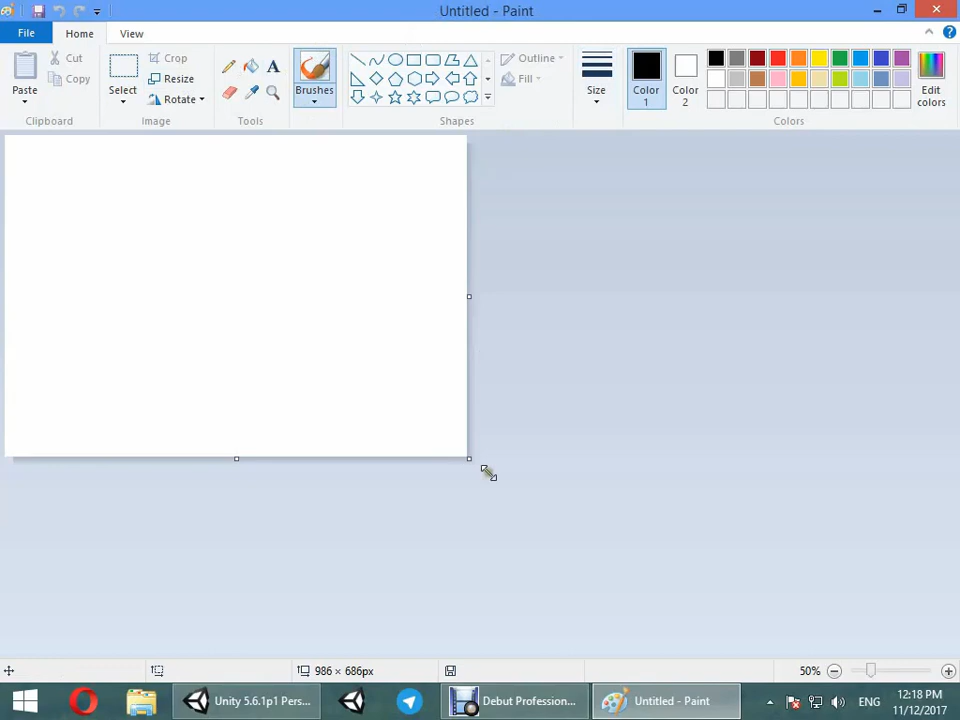 Untitled - Paint
File Home View
Paste
Cut
Copy
Clipboard
Select
Crop
Resize
Rotate
Image
A
Tools
Brushes
Outline
Fill
Shapes
Size
Color 1
Color 2
Edit colors
Colors
986 × 686px
50%
Unity 5.6.1p1 Pers...
Debut Profession...
Untitled - Paint
ENG
12:18 PM
11/12/2017